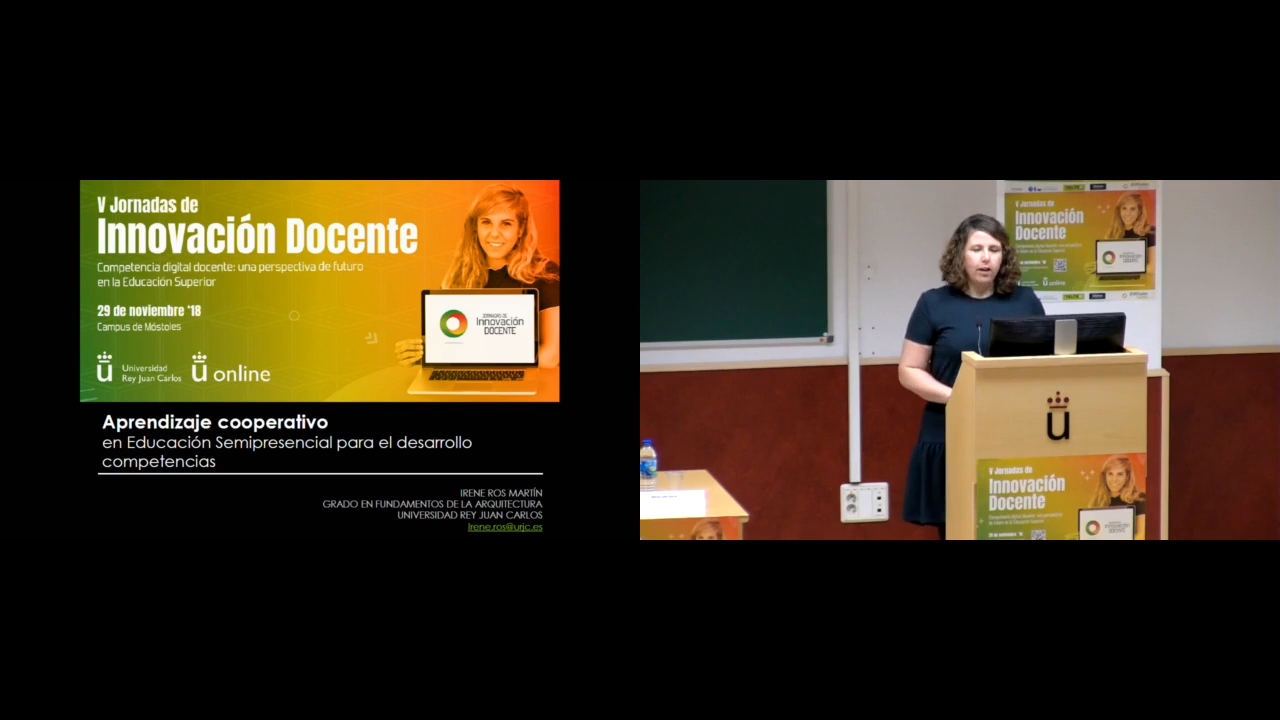 V Jornadas de
Innovación Docente
Competencia digital docente: una perspectiva de futuro
en la Educación Superior
29 de noviembre '18
Campus de Móstoles
ü Universidad
Rey Juan Carlos
ü online
JORNADAS DE
Innovación
DOCENTE
Aprendizaje cooperativo
en Educación Semipresencial para el desarrollo
competencias
IRENE ROS MARTÍN
GRADO EN FUNDAMENTOS DE LA ARQUITECTURA
UNIVERSIDAD REY JUAN CARLOS
Irene.ros@urjc.es
V Jornadas de
Innovación
Docente
ü online
ü
V Jornadas de
Innovación
Docente